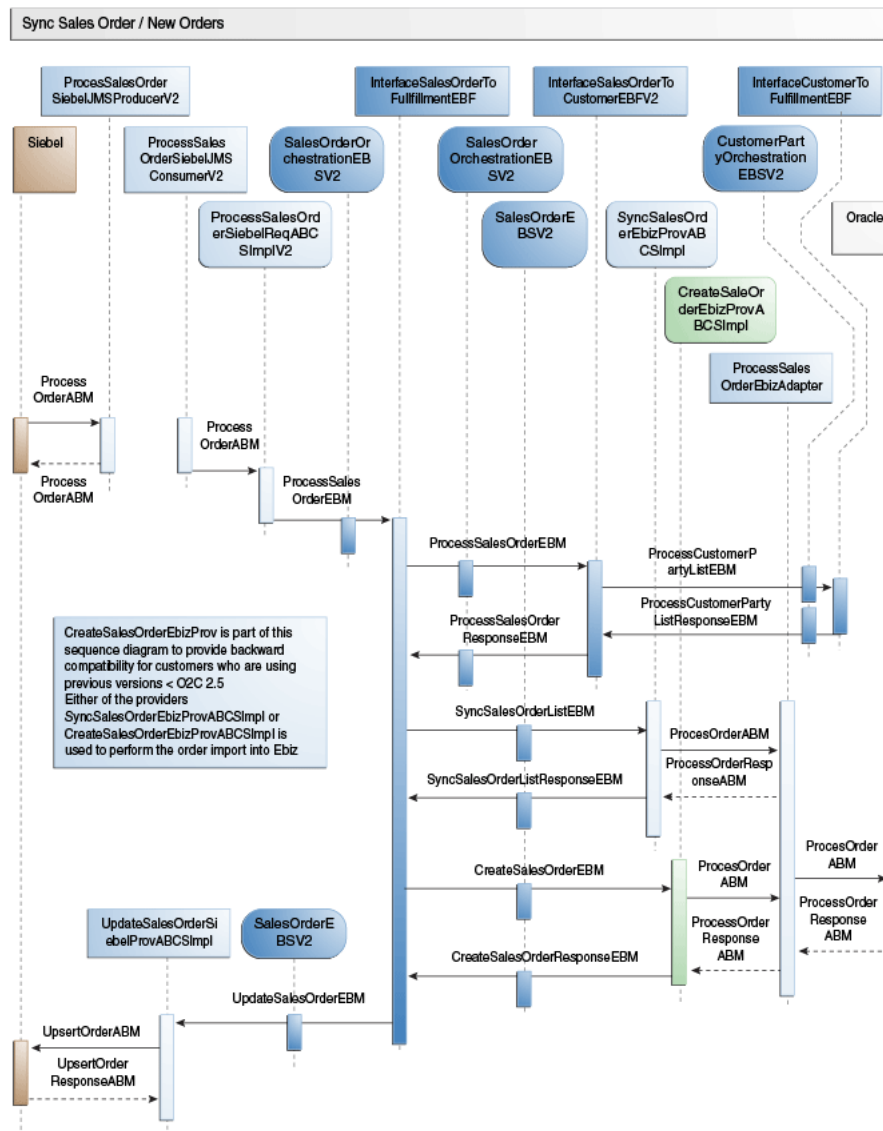 Sync Sales Order / New Orders
ProcesSalesOrder
SiebelJMSProducerV2
InterfaceSalesOrderTo
FullfillmentEBF
InterfaceSalesOrderTo
CustomerEBFV2
InterfaceCustomerTo
FulfillmentEBF
Siebel
ProcessSales
OrderSiebelJMS
ConsumerV2
SalesOrderOr
chestrationEB
SV2
SalesOrder
OrchestrationEB
SV2
CustomerPart
yOrchestration
EBSV2
ProcessSalesOrd
erSiebelReqABC
SImplV2
SalesOrderE
BSV2
SyncSalesOrd
erEbizProvAB
CSImpl
Oracle
CreateSaleOr
derEbizProvA
BCSImpl
ProcessSales
OrderEbizAdapter
Process
OrderABM
Process
OrderABM
Process
OrderABM
ProcessSales
OrderEBM
ProcessSalesOrderEBM
ProcessCustomerP
artyListEBM
ProcessCustomerParty
ListResponseEBM
ProcessSalesOrder
ResponseEBM
CreateSalesOrderEbizProv is part of this
sequence diagram to provide backward
compatibility for customers who are using
previous versions < O2C 2.5
Either of the providers
SyncSalesOrderEbizProvABCSImpl or
CreateSalesOrderEbizProvABCSImpl is
used to perform the order import into Ebiz
SyncSalesOrderListEBM
ProcesOrderABM
ProcessOrderResp
onseABM
SyncSalesOrderListResponseEBM
CreateSalesOrderEBM
ProcesOrder
ABM
ProcesOrder
ABM
ProcessOrder
Response
ABM
ProcessOrder
Response
ABM
CreateSalesOrderResponseEBM
UpdateSalesOrderSi
ebelProvABCSImpl
SalesOrderE
BSV2
UpdateSalesOrderEBM
UpsertOrderABM
UpsertOrder
ResponseABM